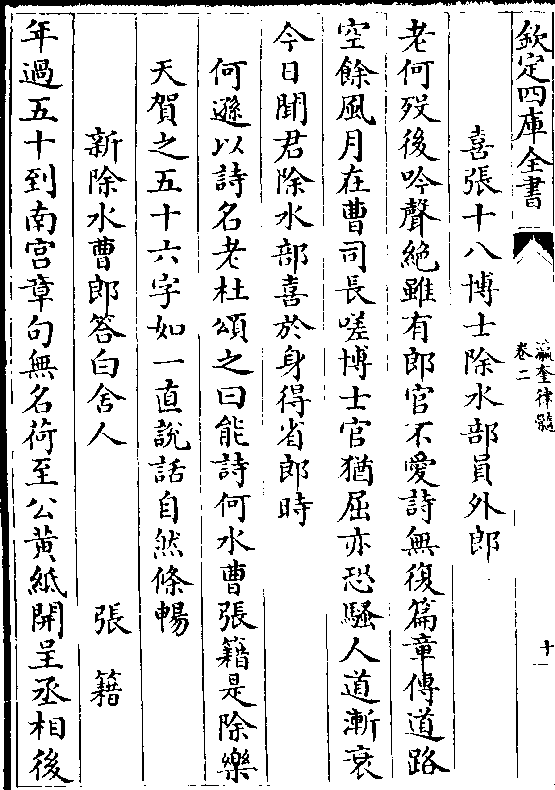 欽定四庫全書
瀛奎律髓
卷二
十一
喜張十八博士除水部員外郎
老何歿後吟聲絶雖有郎官不愛詩無復篇章傳道路
空餘風月在曹司長嗟博士官猶屈亦恐騷人道漸衰
今日聞君除水部喜於身得省郎時
何遜以詩名老杜頌之曰能詩何水曹張籍是除樂
天賀之五十六字如一直說話自然條暢
新除水曹郎答白舍人　張籍
年過五十到南宫章句無名荷至公黄紙開呈丞相後